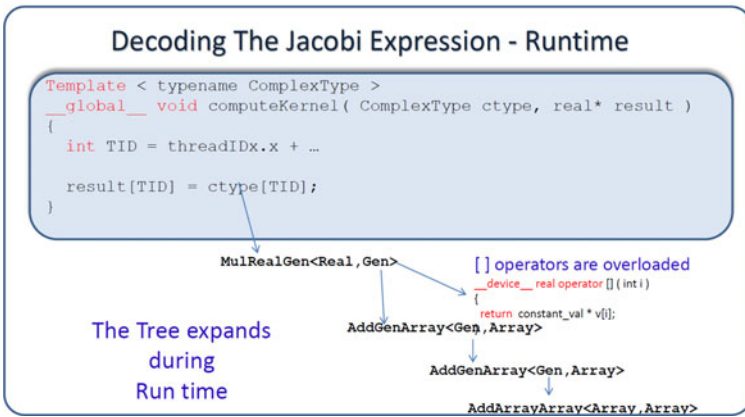 Decoding The Jacobi Expression - Runtime
Template < typename ComplexType >
__global__ void computeKernel( ComplexType ctype, real* result )
{
int TID = threadIDx.x + …
result[TID] = ctype[TID];
}
MulRealGen<Real,Gen>
[ ] operators are overloaded
__device__ real operator [] ( int i )
{
return constant_val * v[i];
AddGenArray<Gen,Array>
The Tree expands
during
Run time
AddGenArray<Gen,Array>
AddArrayArray<Array,Array>